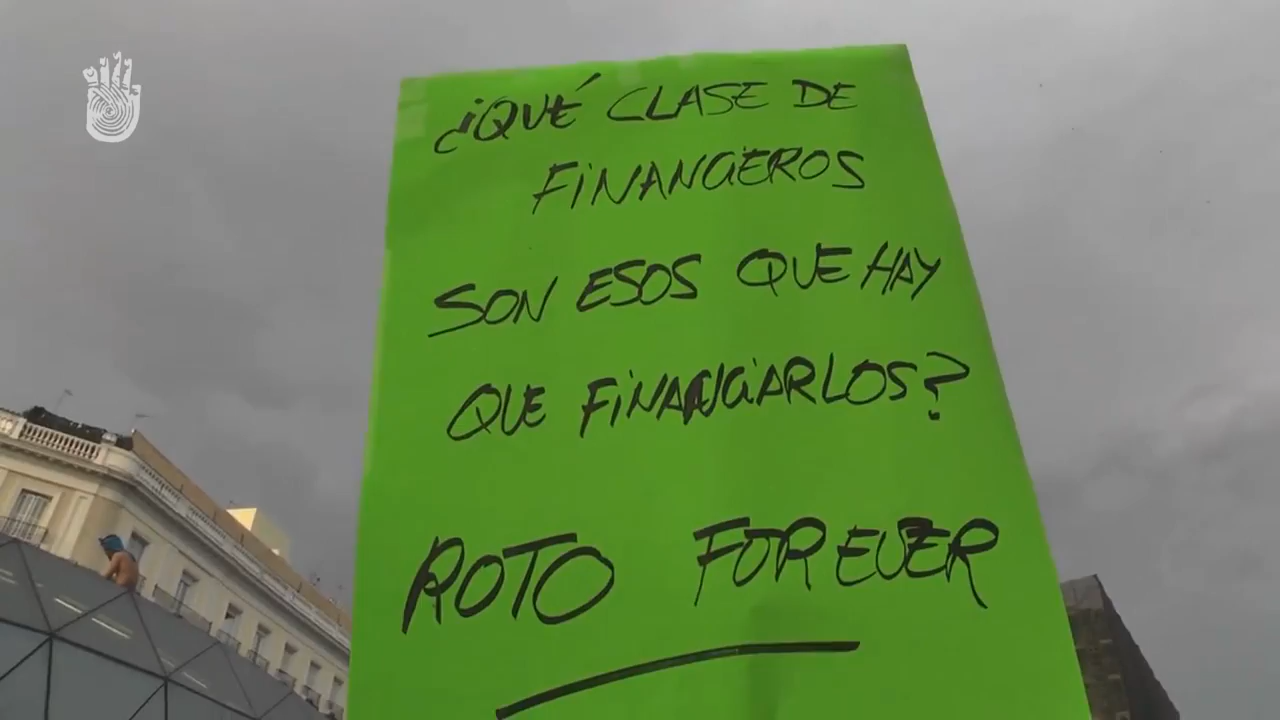 ¿QUÉ CLASE DE
FINANCIEROS
SON ESOS QUE HAY
QUE FINANCIARLOS?
ROTO FOREVER